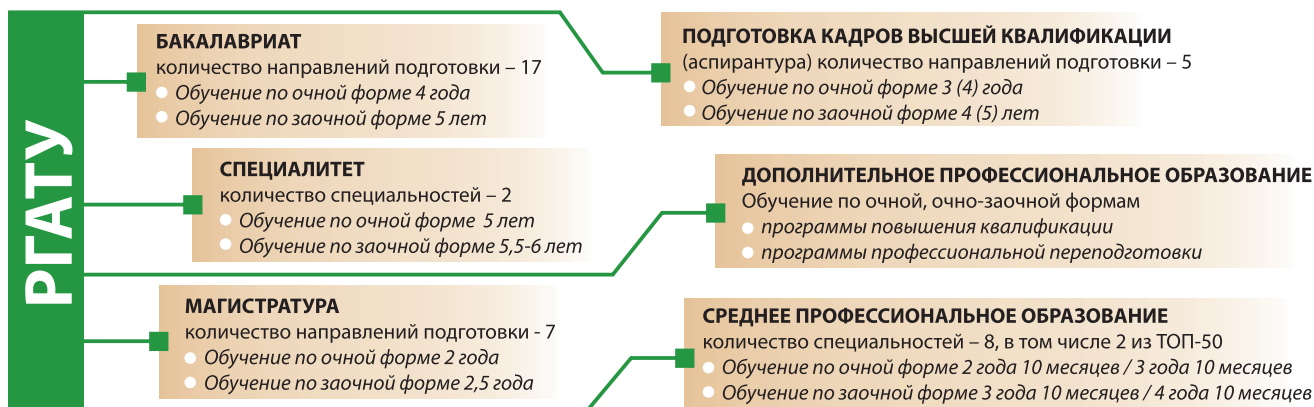 РГАТУ
БАКАЛАВРИАТ
количество направлений подготовки – 17
Обучение по очной форме 4 года
Обучение по заочной форме 5 лет
СПЕЦИАЛИТЕТ
количество специальностей – 2
Обучение по очной форме 5 лет
Обучение по заочной форме 5,5-6 лет
МАГИСТРАТУРА
количество направлений подготовки - 7
Обучение по очной форме 2 года
Обучение по заочной форме 2,5 года
ПОДГОТОВКА КАДРОВ ВЫСШЕЙ КВАЛИФИКАЦИИ
(аспирантура) количество направлений подготовки – 5
Обучение по очной форме 3 (4) года
Обучение по заочной форме 4 (5) лет
ДОПОЛНИТЕЛЬНОЕ ПРОФЕССИОНАЛЬНОЕ ОБРАЗОВАНИЕ
Обучение по очной, очно-заочной формам
программы повышения квалификации
программы профессиональной переподготовки
СРЕДНЕЕ ПРОФЕССИОНАЛЬНОЕ ОБРАЗОВАНИЕ
количество специальностей – 8, в том числе 2 из ТОП-50
Обучение по очной форме 2 года 10 месяцев / 3 года 10 месяцев
Обучение по заочной форме 3 года 10 месяцев / 4 года 10 месяцев